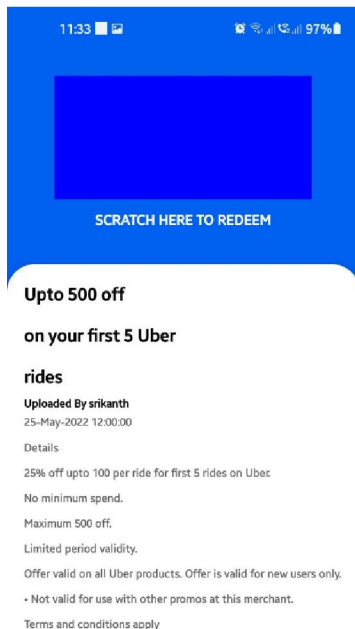 11:33
97%
SCRATCH HERE TO REDEEM
Upto 500 off
on your first 5 Uber
rides
Uploaded By srikanth
25-May-2022 12:00:00
Details
25% off upto 100 per ride for first 5 rides on Uber.
No minimum spend.
Maximum 500 off.
Limited period validity.
Offer valid on all Uber products. Offer is valid for new users only.
• Not valid for use with other promos at this merchant.
Terms and conditions apply